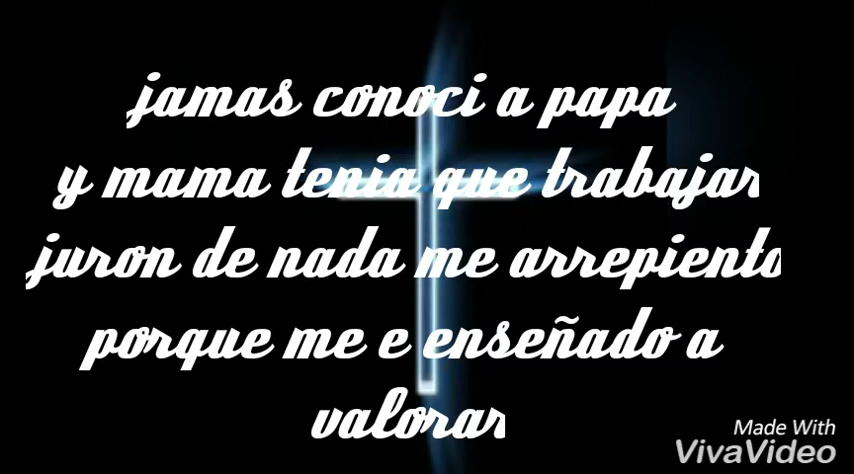 jamas conoci a papa
y mama tenia que trabajar
juron de nada me arrepiento
porque me e enseñado a
valorar
Made With
VivaVideo